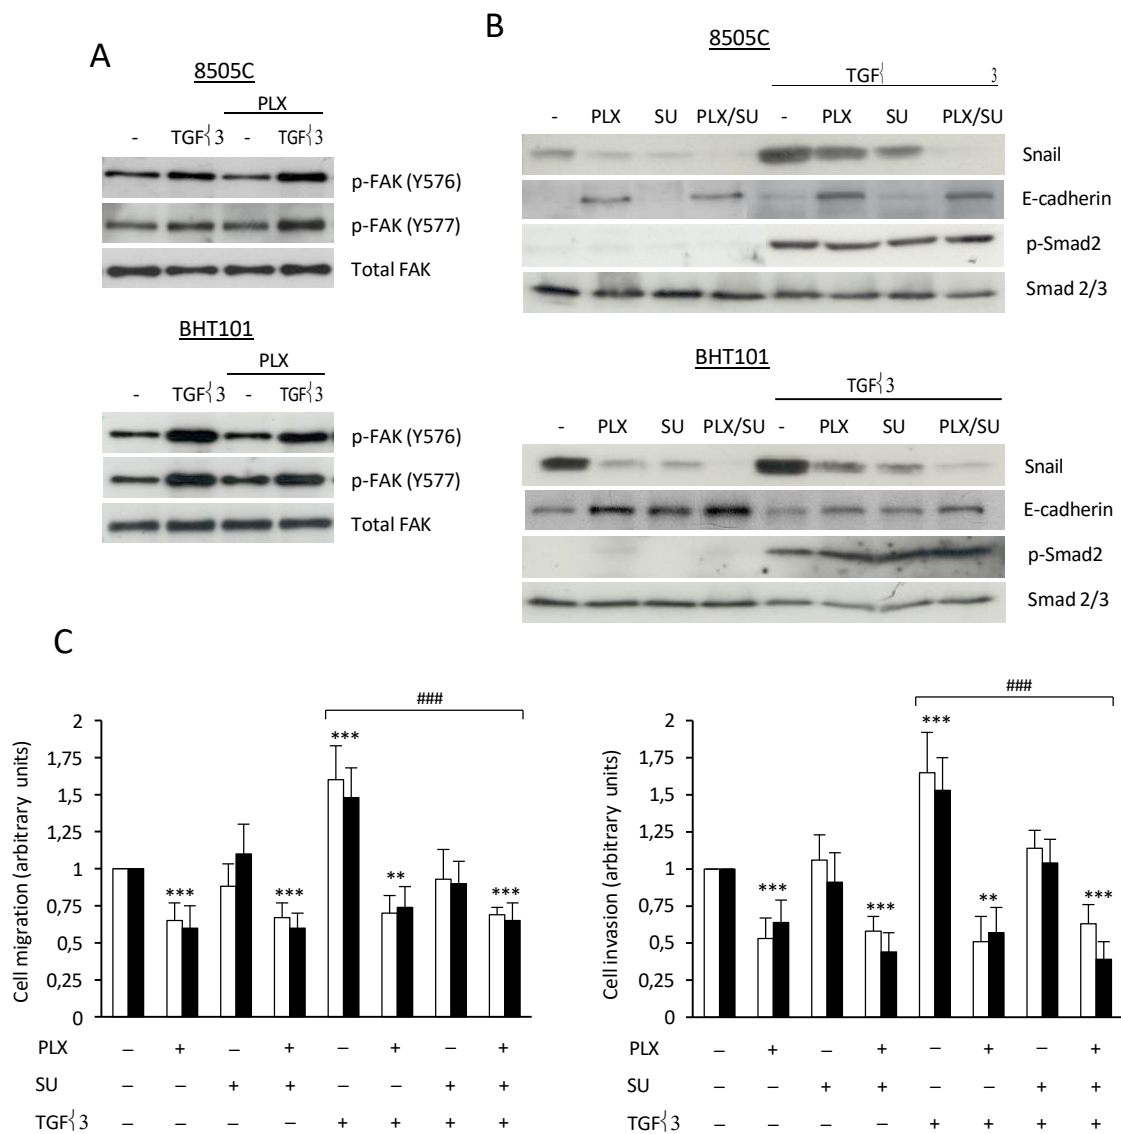 A
8505C
PLX
- TGF⎨3 - TGF⎨3
p-FAK (Y576)
p-FAK (Y577)
Total FAK
BHT101
PLX
- TGF⎨3 - TGF⎨3
p-FAK (Y576)
p-FAK (Y577)
Total FAK
B
8505C
TGF⎨ 3
- PLX SU PLX/SU - PLX SU PLX/SU
Snail
E-cadherin
p-Smad2
Smad 2/3
BHT101
TGF⎨3
- PLX SU PLX/SU - PLX SU PLX/SU
Snail
E-cadherin
p-Smad2
Smad 2/3
C
Cell migration (arbitrary units)
###
2
1,75
1,5
1,25
1
0,75
0,5
0,25
0
*** *** *** ** ***
PLX – + – + – + – +
SU – – + + – – + +
TGF⎨3 – – – – + + + +
Cell invasion (arbitrary units)
###
2
1,75
1,5
1,25
1
0,75
0,5
0,25
0
*** *** *** ** ***
PLX – + – + – + – +
SU – – + + – – + +
TGF⎨3 – – – – + + + +